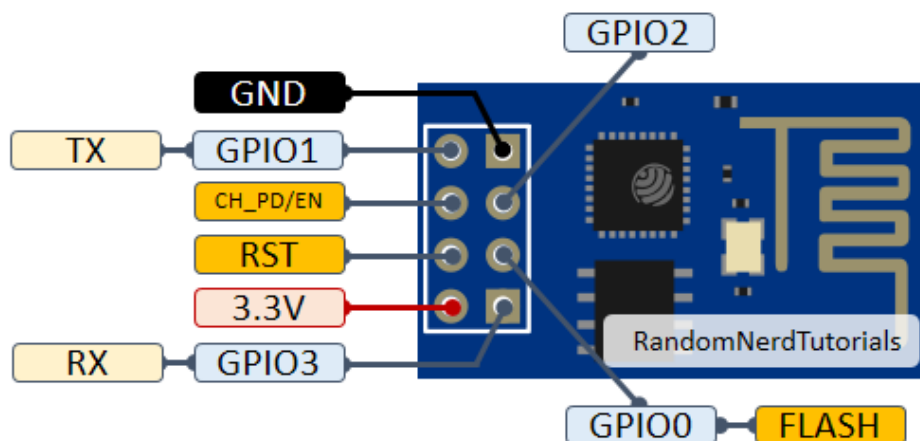 GPIO2
GND
TX GPIO1
CH_PD/EN
RST
3.3V
RandomNerdTutorials
RX GPIO3
GPIO0 FLASH